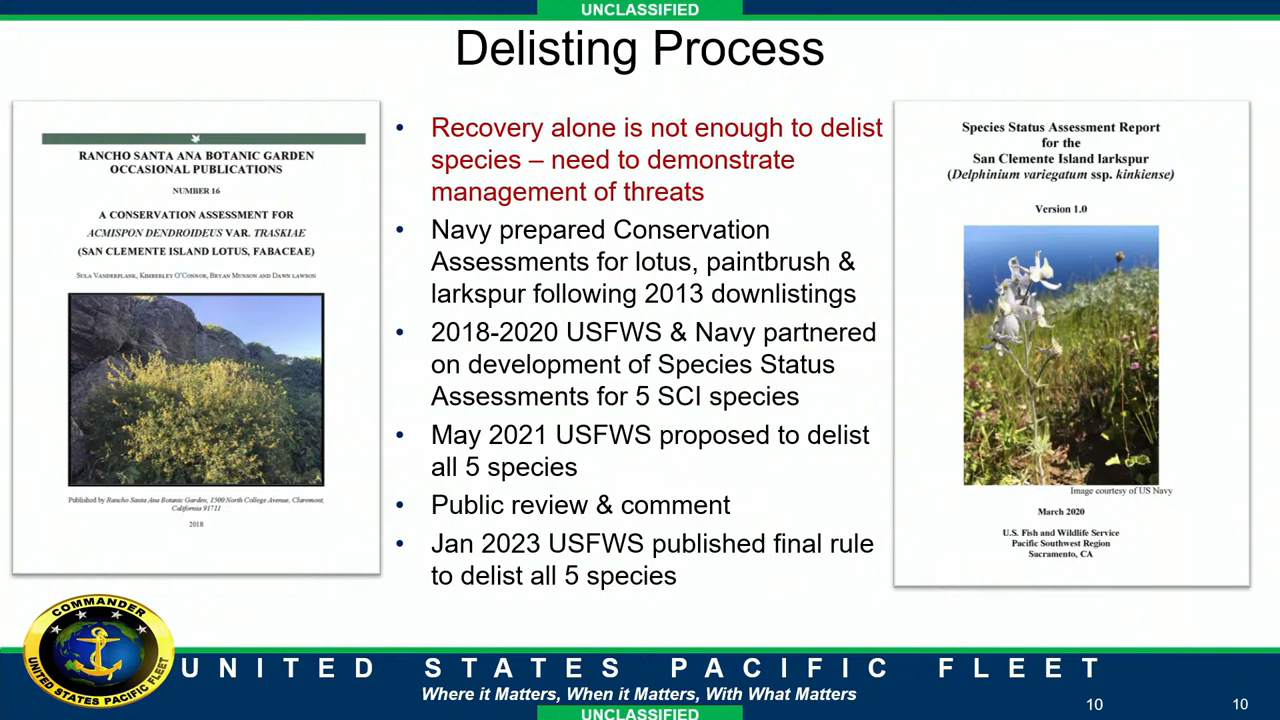 UNCLASSIFIED
Delisting Process
RANCHO SANTA ANA BOTANIC GARDEN
OCCASIONAL PUBLICATIONS
NUMBER 16
A CONSERVATION ASSESSMENT FOR
ACMISPON DENDROIDEUS VAR. TRASKIAE
(SAN CLEMENTE ISLAND LOTUS, FABACEAE)
SULA VANDERPLANK, KIMBERLEY O'CONNOR, BRYAN MUNSON AND DAWN LAWSON
Published by Rancho Santa Ana Botanic Garden, 1500 North College Avenue, Claremont,
California 91711
2018
• Recovery alone is not enough to delist
species – need to demonstrate
management of threats
• Navy prepared Conservation
Assessments for lotus, paintbrush &
larkspur following 2013 downlistings
• 2018-2020 USFWS & Navy partnered
on development of Species Status
Assessments for 5 SCI species
• May 2021 USFWS proposed to delist
all 5 species
• Public review & comment
• Jan 2023 USFWS published final rule
to delist all 5 species
Species Status Assessment Report
for the
San Clemente Island larkspur
(Delphinium variegatum ssp. kinkiense)
Version 1.0
Image courtesy of US Navy
March 2020
U.S. Fish and Wildlife Service
Pacific Southwest Region
Sacramento, CA
COMMANDER
UNITED STATES PACIFIC FLEET
UNITED STATES PACIFIC FLEET
Where it Matters, When it Matters, With What Matters
10
10
UNCLASSIFIED